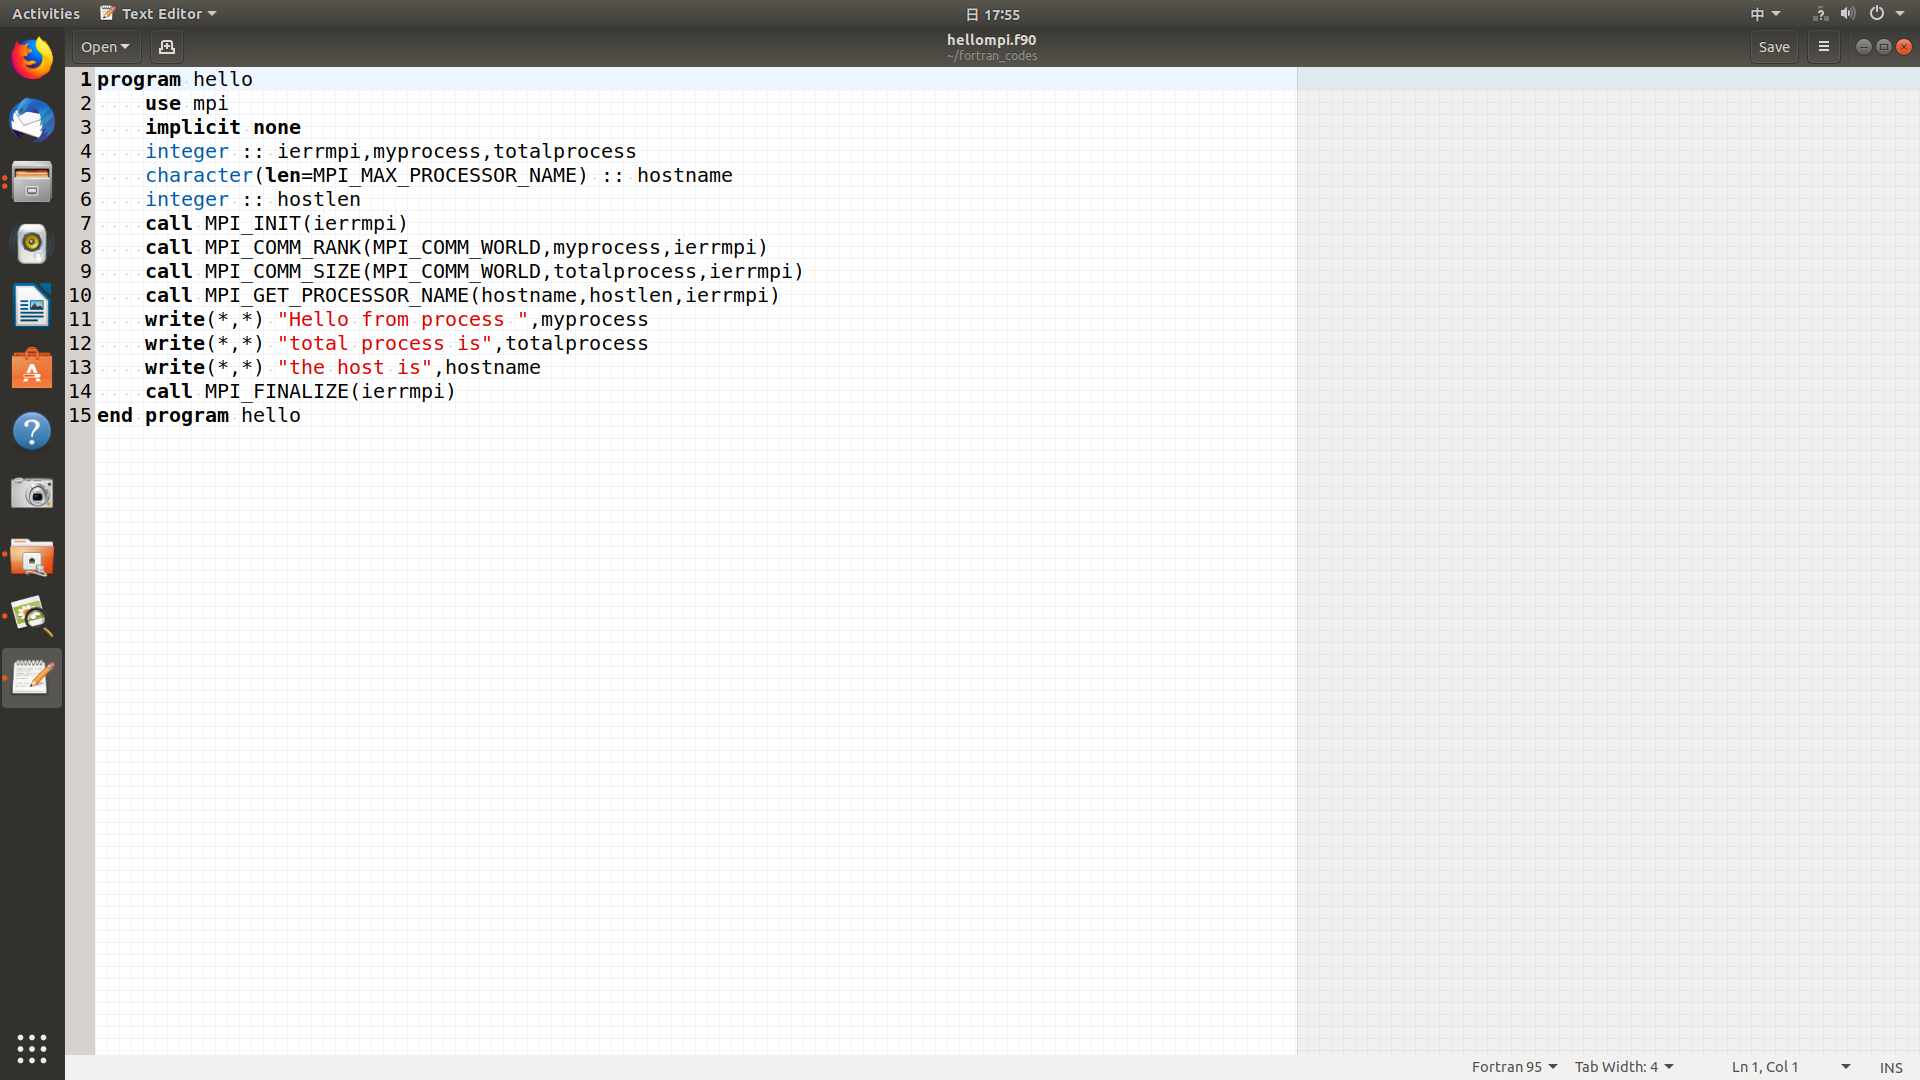 Activities Text Editor 日 17:55 中
Open hellompi.f90 Save
~/fortran_codes
1 program hello
2 use mpi
3 implicit none
4 integer :: ierrmpi,myprocess,totalprocess
5 character(len=MPI_MAX_PROCESSOR_NAME) :: hostname
6 integer :: hostlen
7 call MPI_INIT(ierrmpi)
8 call MPI_COMM_RANK(MPI_COMM_WORLD,myprocess,ierrmpi)
9 call MPI_COMM_SIZE(MPI_COMM_WORLD,totalprocess,ierrmpi)
10 call MPI_GET_PROCESSOR_NAME(hostname,hostlen,ierrmpi)
11 write(*,*) "Hello from process ",myprocess
12 write(*,*) "total process is",totalprocess
13 write(*,*) "the host is",hostname
14 call MPI_FINALIZE(ierrmpi)
15 end program hello
Fortran 95 Tab Width: 4 Ln 1, Col 1 INS